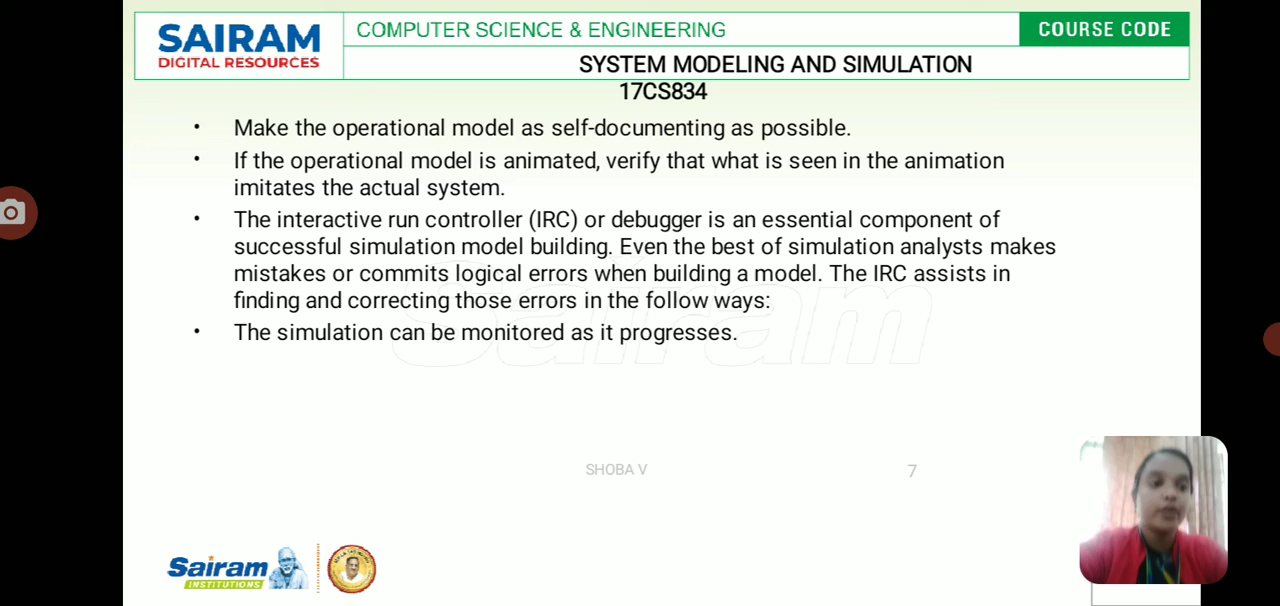 SAIRAM
DIGITAL RESOURCES
COMPUTER SCIENCE & ENGINEERING
COURSE CODE
SYSTEM MODELING AND SIMULATION
17CS834
• Make the operational model as self-documenting as possible.
• If the operational model is animated, verify that what is seen in the animation
imitates the actual system.
• The interactive run controller (IRC) or debugger is an essential component of
successful simulation model building. Even the best of simulation analysts makes
mistakes or commits logical errors when building a model. The IRC assists in
finding and correcting those errors in the follow ways:
• The simulation can be monitored as it progresses.
Sairam
SHOBA V
7
Sairam
INSTITUTIONS